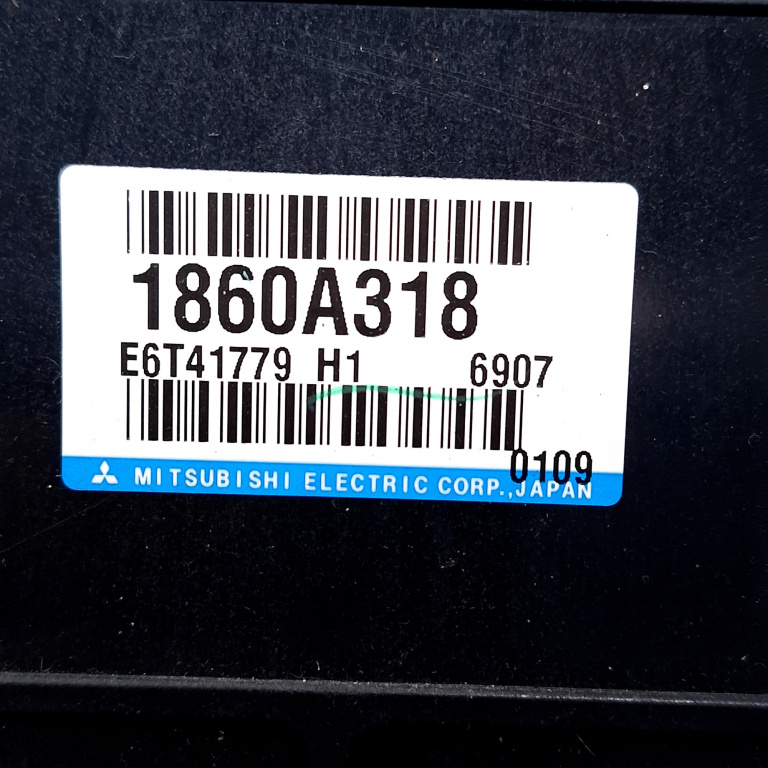 1860A318
E6T41779 H1 6907
0109
MITSUBISHI ELECTRIC CORP.,JAPAN